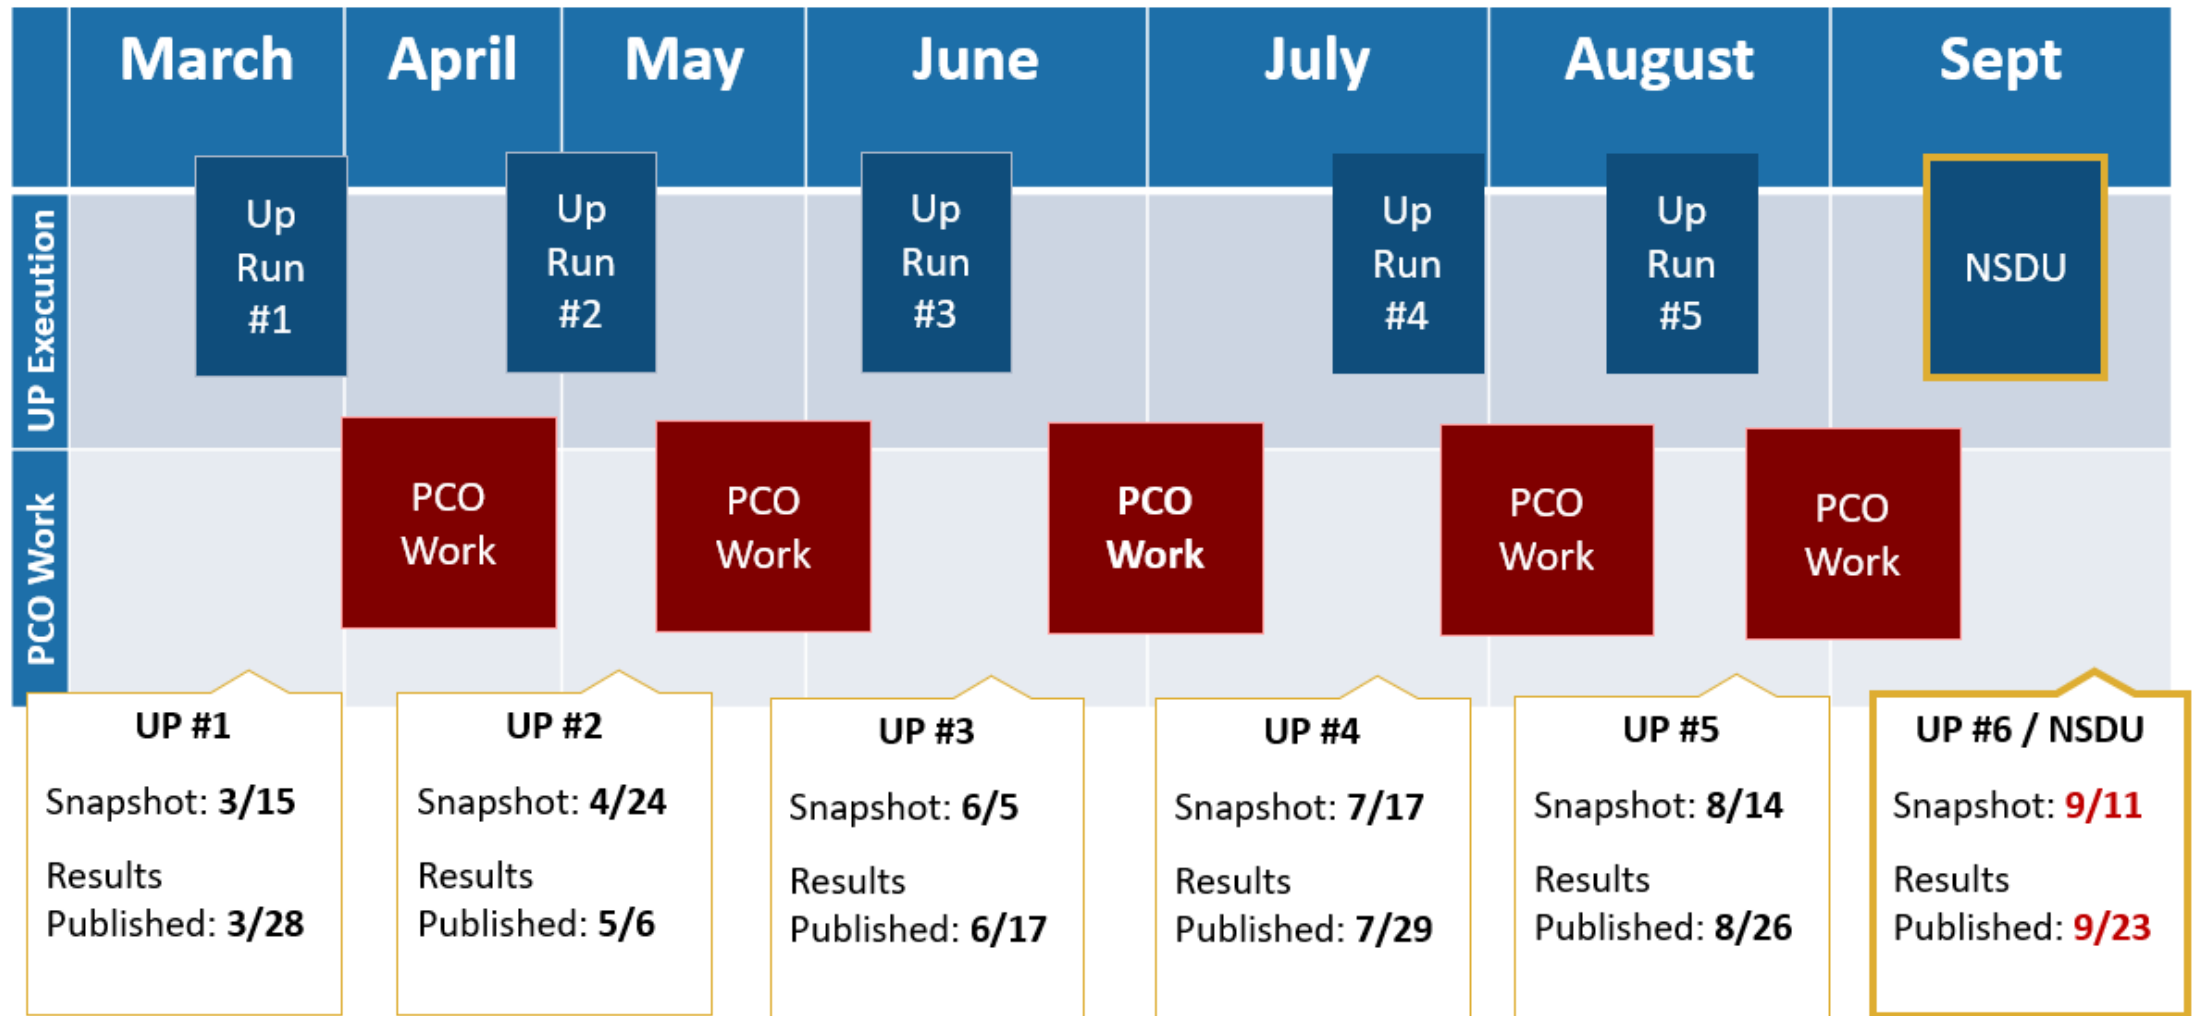 March
April
May
June
July
August
Sept
UP Execution
Up
Run
#1
Up
Run
#2
Up
Run
#3
Up
Run
#4
Up
Run
#5
NSDU
PCO Work
PCO
Work
PCO
Work
PCO
Work
PCO
Work
PCO
Work
UP #1
Snapshot: 3/15
Results
Published: 3/28
UP #2
Snapshot: 4/24
Results
Published: 5/6
UP #3
Snapshot: 6/5
Results
Published: 6/17
UP #4
Snapshot: 7/17
Results
Published: 7/29
UP #5
Snapshot: 8/14
Results
Published: 8/26
UP #6 / NSDU
Snapshot: 9/11
Results
Published: 9/23